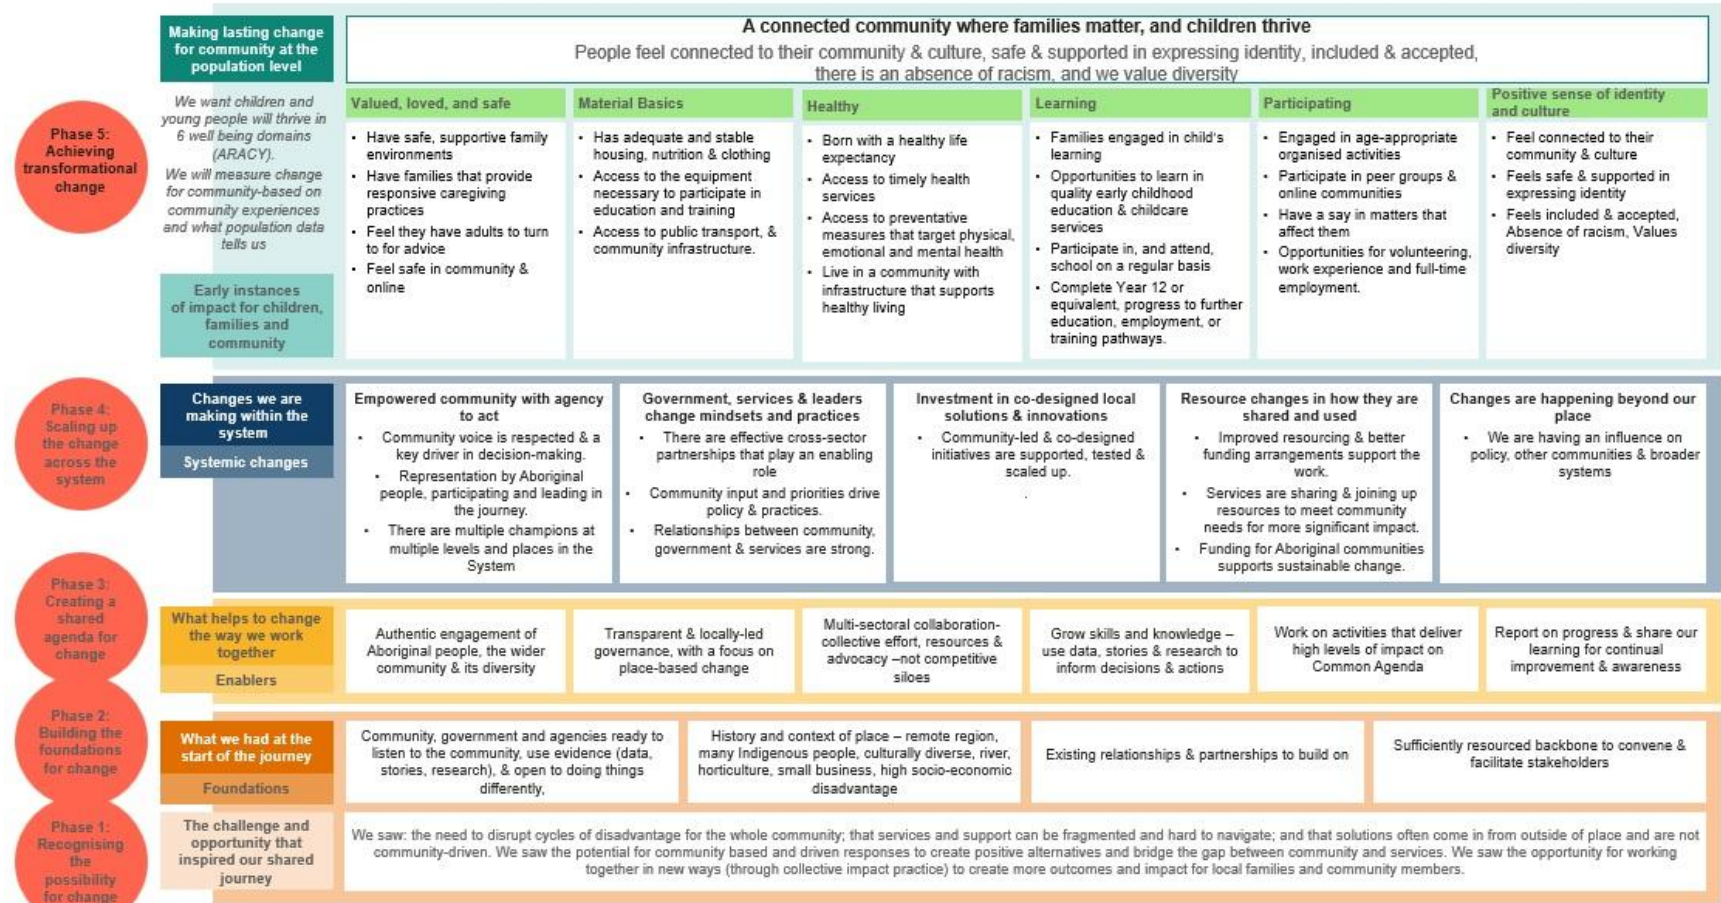 Making lasting change
for community at the
population level
A connected community where families matter, and children thrive
People feel connected to their community & culture, safe & supported in expressing identity, included & accepted,
there is an absence of racism, and we value diversity
Phase 5:
Achieving
transformational
change
We want children and
young people will thrive in
6 well being domains
(ARACY).
We will measure change
for community-based on
community experiences
and what population data
tells us
Early instances
of impact for children,
families and
community
Valued, loved, and safe
• Have safe, supportive family
environments
• Have families that provide
responsive caregiving
practices
• Feel they have adults to turn
to for advice
• Feel safe in community &
online
Material Basics
• Has adequate and stable
housing, nutrition & clothing
• Access to the equipment
necessary to participate in
education and training
• Access to public transport, &
community infrastructure.
Healthy
• Born with a healthy life
expectancy
• Access to timely health
services
• Access to preventative
measures that target physical,
emotional and mental health
• Live in a community with
infrastructure that supports
healthy living
Learning
• Families engaged in child's
learning
• Opportunities to learn in
quality early childhood
education & childcare
services
• Participate in, and attend,
school on a regular basis
• Complete Year 12 or
equivalent, progress to further
education, employment, or
training pathways.
Participating
• Engaged in age-appropriate
organised activities
• Participate in peer groups &
online communities
• Have a say in matters that
affect them
• Opportunities for volunteering,
work experience and full-time
employment.
Positive sense of identity
and culture
• Feel connected to their
community & culture
• Feels safe & supported in
expressing identity
• Feels included & accepted,
Absence of racism, Values
diversity
Phase 4:
Scaling up
the change
across the
system
Changes we are
making within the
system
Systemic changes
Empowered community with agency
to act
• Community voice is respected & a
key driver in decision-making.
• Representation by Aboriginal
people, participating and leading in
the journey.
• There are multiple champions at
multiple levels and places in the
System
Government, services & leaders
change mindsets and practices
• There are effective cross-sector
partnerships that play an enabling
role
• Community input and priorities drive
policy & practices.
• Relationships between community,
government & services are strong.
Investment in co-designed local
solutions & innovations
• Community-led & co-designed
initiatives are supported, tested &
scaled up.
.
Resource changes in how they are
shared and used
• Improved resourcing & better
funding arrangements support the
work.
• Services are sharing & joining up
resources to meet community
needs for more significant impact.
• Funding for Aboriginal communities
supports sustainable change.
Changes are happening beyond our
place
• We are having an influence on
policy, other communities & broader
systems
Phase 3:
Creating a
shared
agenda for
change
What helps to change
the way we work
together
Enablers
Authentic engagement of
Aboriginal people, the wider
community & its diversity
Transparent & locally-led
governance, with a focus on
place-based change
Multi-sectoral collaboration-
collective effort, resources &
advocacy –not competitive
siloes
Grow skills and knowledge –
use data, stories & research to
inform decisions & actions
Work on activities that deliver
high levels of impact on
Common Agenda
Report on progress & share our
learning for continual
improvement & awareness
Phase 2:
Building the
foundations
for change
What we had at the
start of the journey
Foundations
Community, government and agencies ready to
listen to the community, use evidence (data,
stories, research), & open to doing things
differently,
History and context of place – remote region,
many Indigenous people, culturally diverse, river,
horticulture, small business, high socio-economic
disadvantage
Existing relationships & partnerships to build on
Sufficiently resourced backbone to convene &
facilitate stakeholders
Phase 1:
Recognising
the
possibility
for change
The challenge and
opportunity that
inspired our shared
journey
We saw: the need to disrupt cycles of disadvantage for the whole community; that services and support can be fragmented and hard to navigate; and that solutions often come in from outside of place and are not
community-driven. We saw the potential for community based and driven responses to create positive alternatives and bridge the gap between community and services. We saw the opportunity for working
together in new ways (through collective impact practice) to create more outcomes and impact for local families and community members.